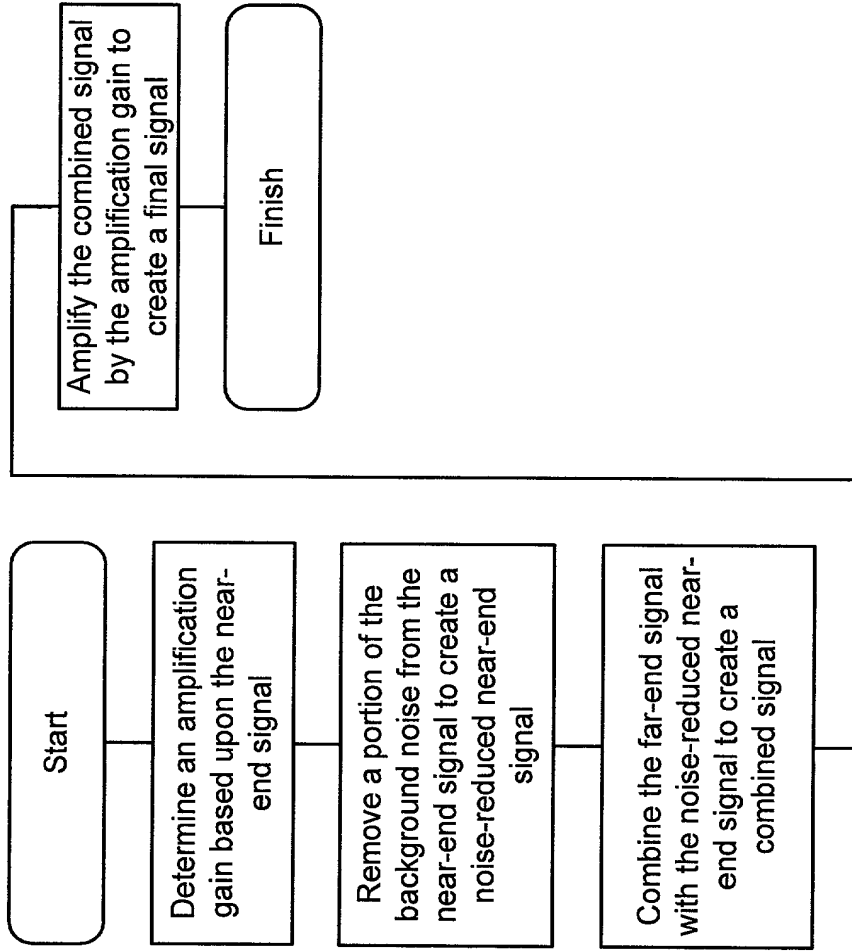 Start
Determine an amplification
gain based upon the near-
end signal
Remove a portion of the
background noise from the
near-end signal to create a
noise-reduced near-end
signal
Combine the far-end signal
with the noise-reduced near-
end signal to create a
combined signal
Amplify the combined signal
by the amplification gain to
create a final signal
Finish